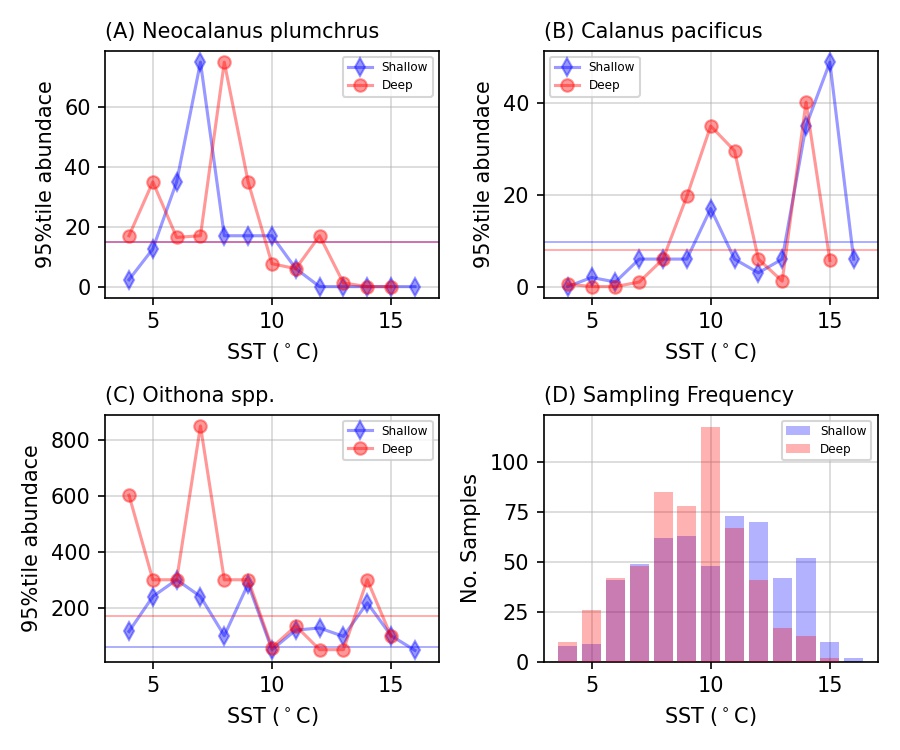 (A) Neocalanus plumchrus
95%tile abundace
60
40
20
0
5
10
15
SST (°C)
Shallow
Deep
(B) Calanus pacificus
95%tile abundace
40
20
0
5
10
15
SST (°C)
Shallow
Deep
(C) Oithona spp.
95%tile abundace
800
600
400
200
5
10
15
SST (°C)
Shallow
Deep
(D) Sampling Frequency
No. Samples
100
75
50
25
0
5
10
15
SST (°C)
Shallow
Deep